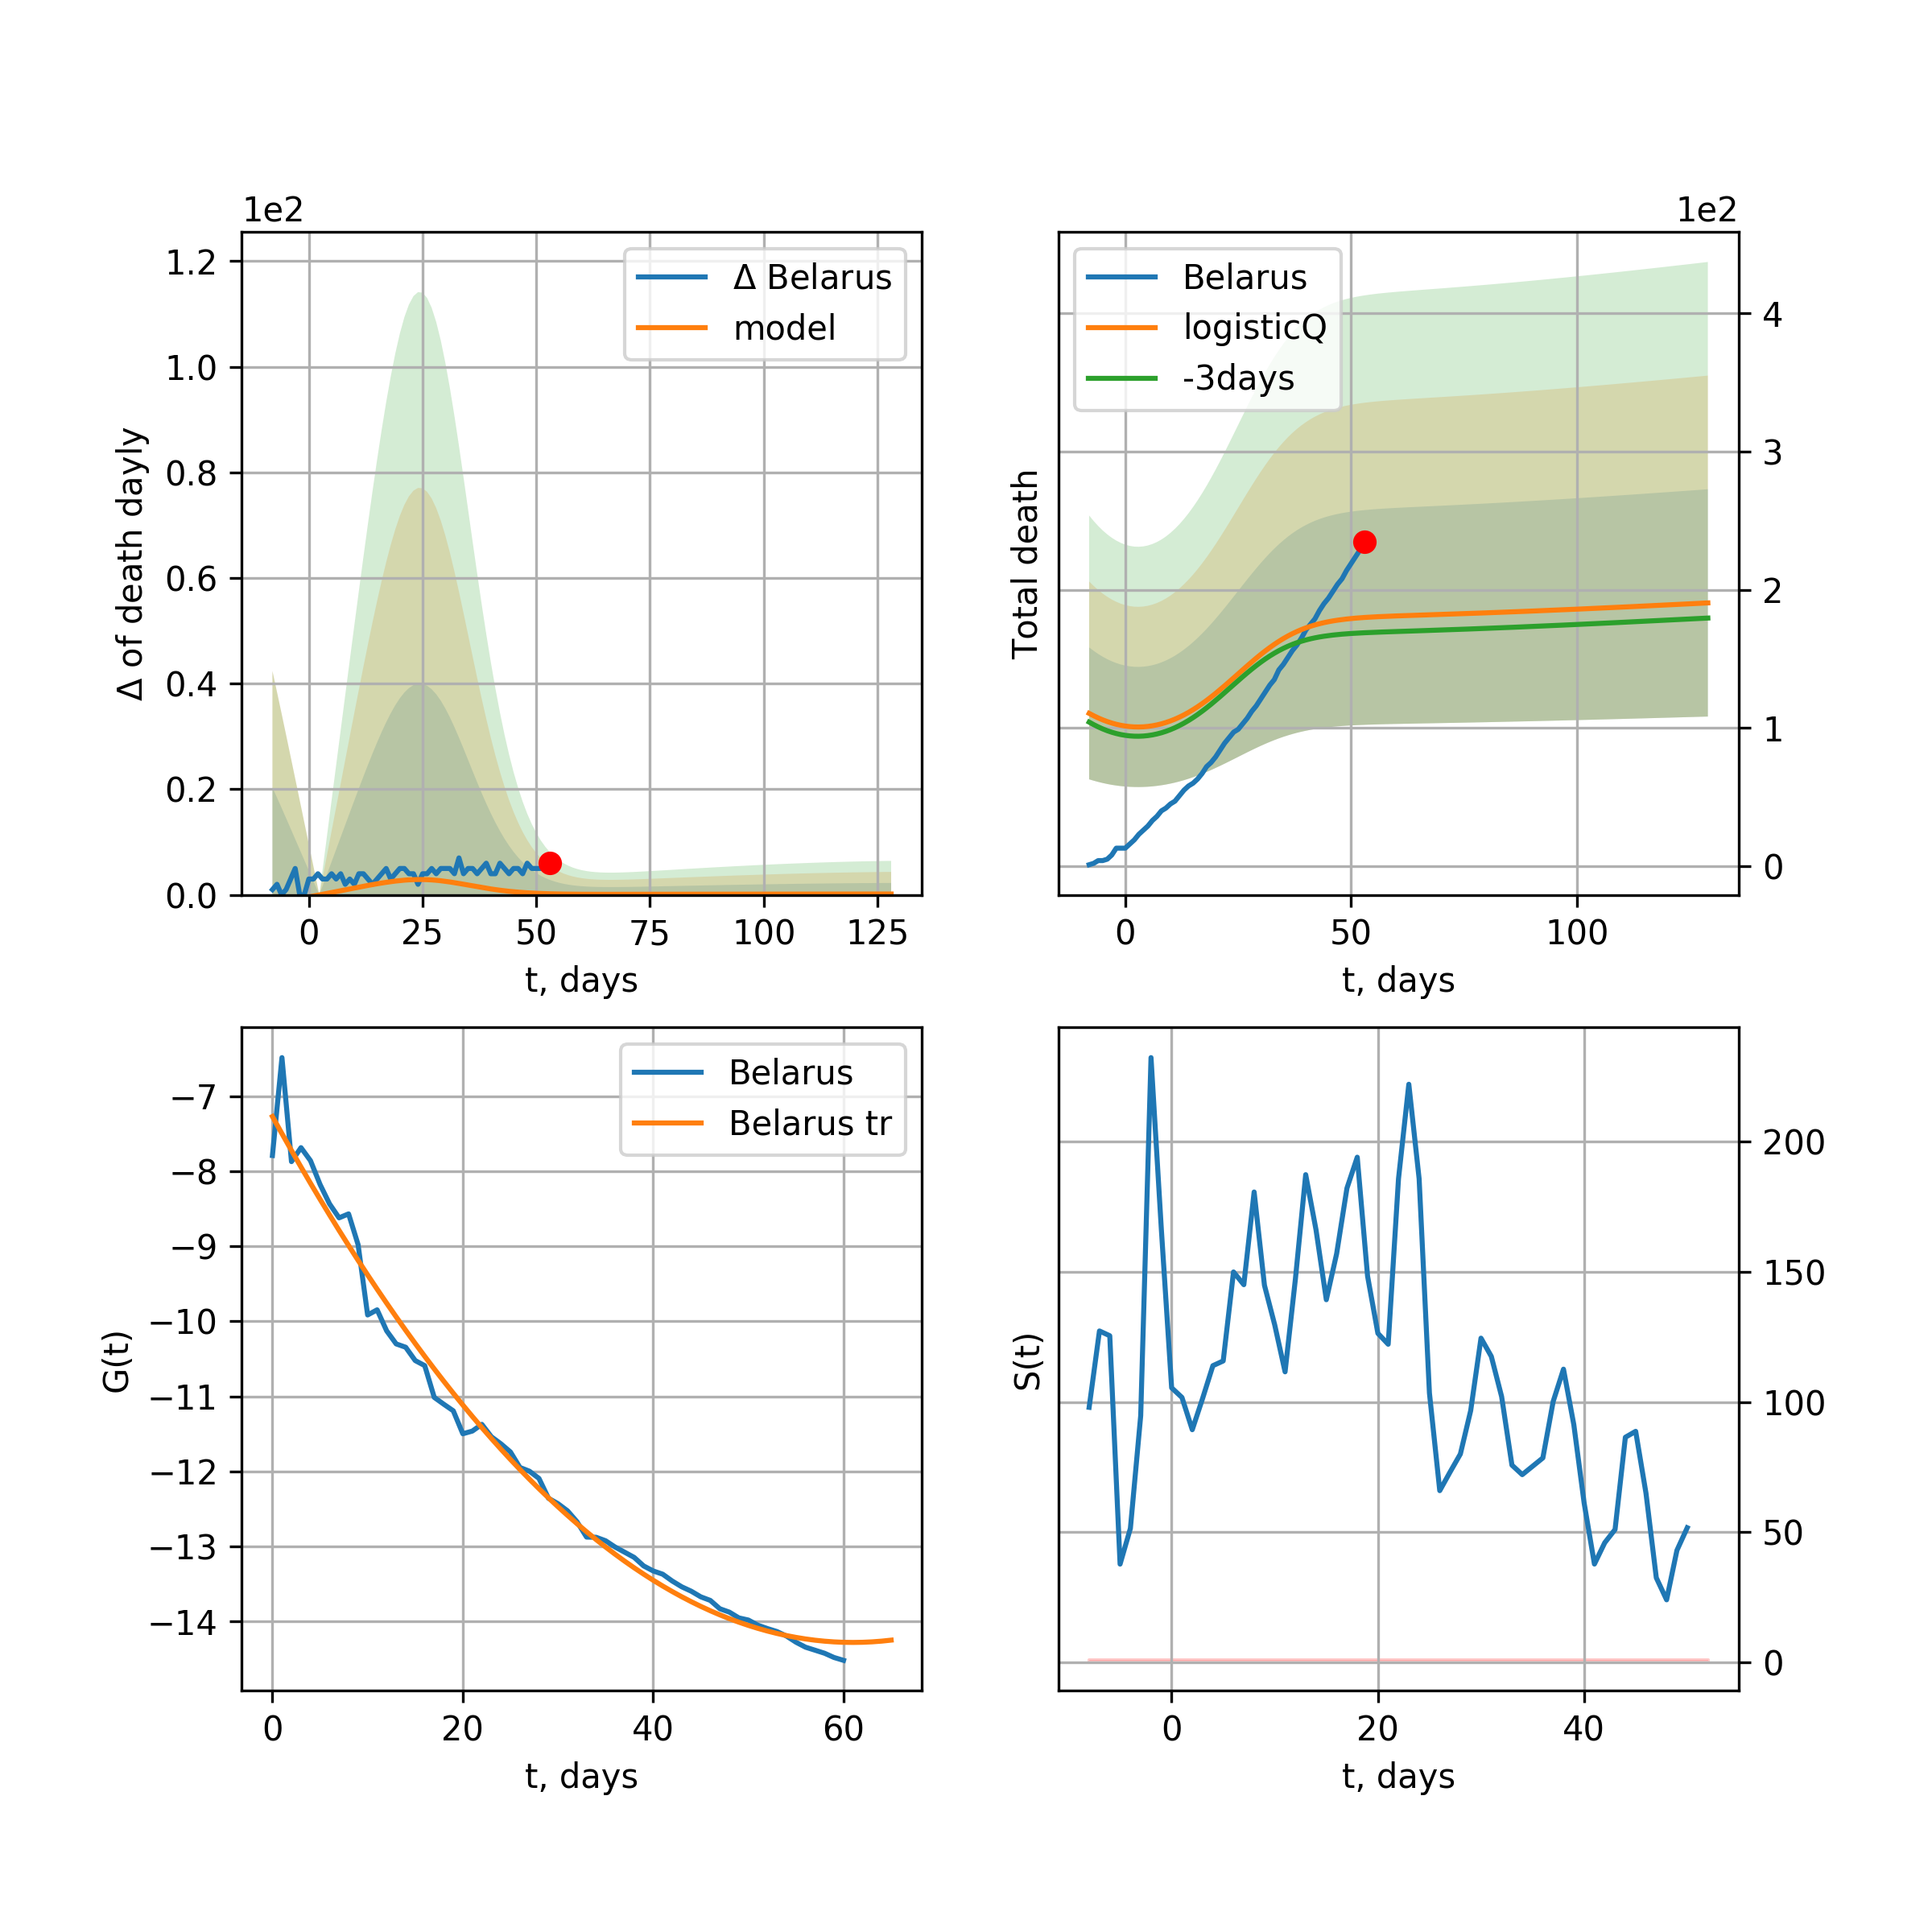 1e2
Δ Belarus
model
1.2
1.0
0.8
0.6
0.4
0.2
0.0
Δ of death dayly
0
25
50
75
100
125
t, days
1e2
Belarus
logisticQ
-3days
4
3
2
1
0
Total death
0
50
100
t, days
Belarus
Belarus tr
−7
−8
−9
−10
−11
−12
−13
−14
G(t)
0
20
40
60
t, days
200
150
100
50
0
S(t)
0
20
40
t, days